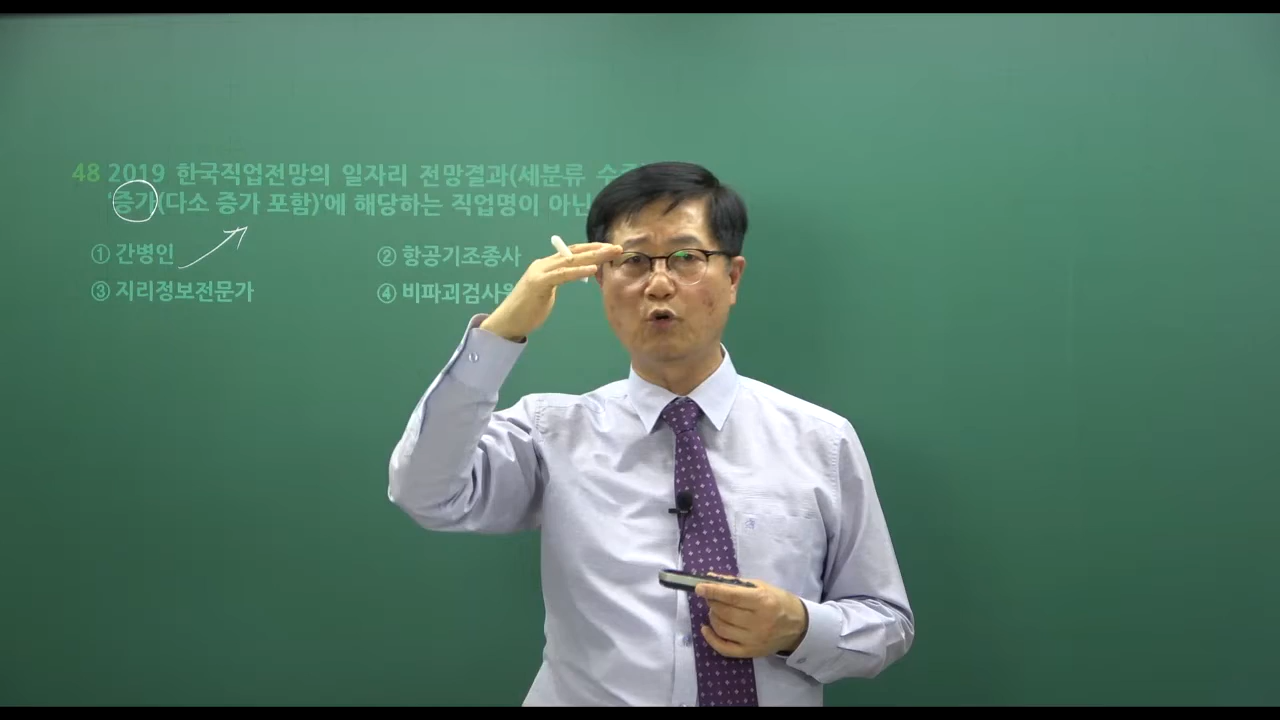 48 2019 한국직업전망의 일자리 전망결과(세분류
'증가(다소 증가 포함)'에 해당하는 직업명이 아닌
① 간병인 ② 항공기조종사
③ 지리정보전문가 ④ 비파괴검사원